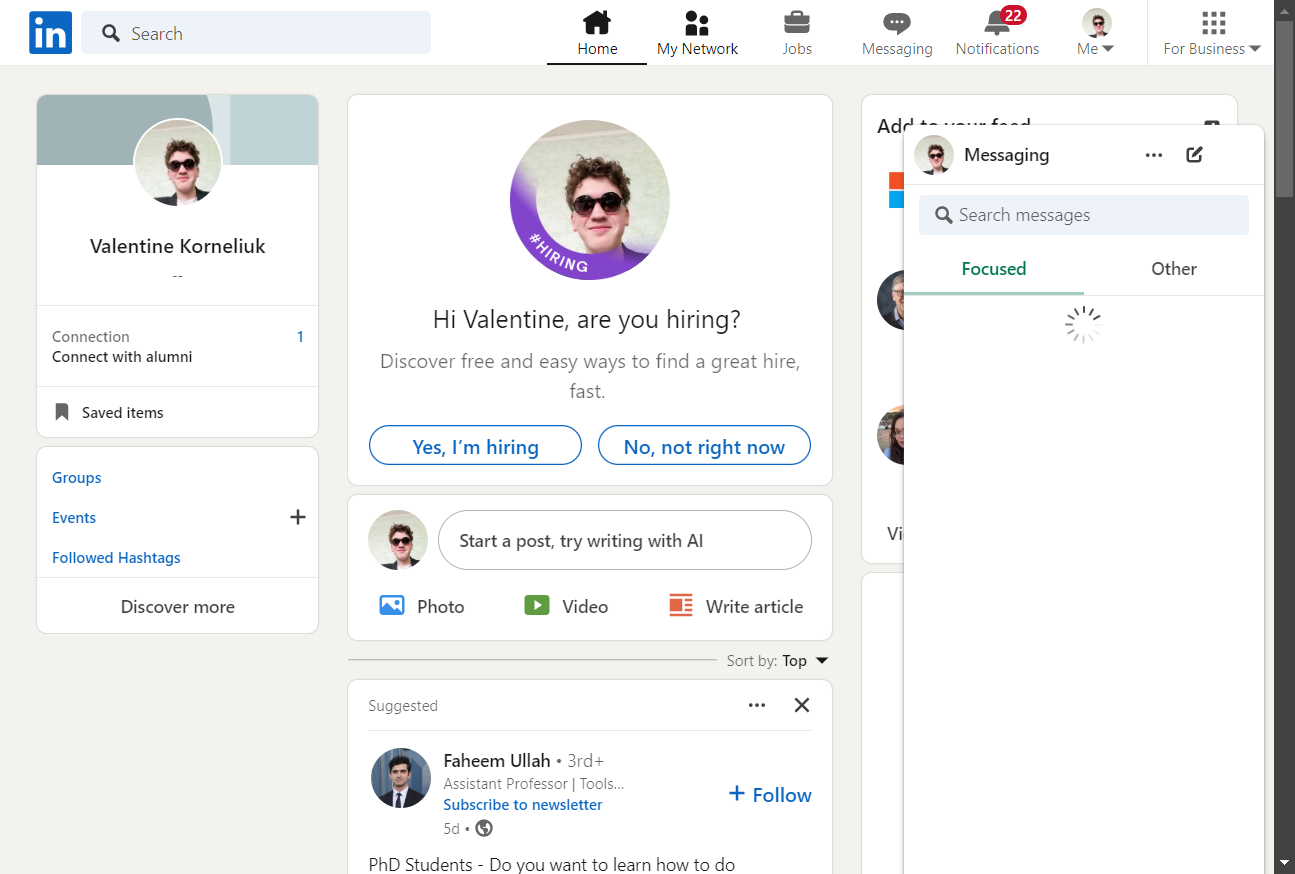 in
Search
Home
My Network
Jobs
Messaging
22
Notifications
Me
For Business
Valentine Korneliuk
--
Connection 1
Connect with alumni
Saved items
Groups
Events
Followed Hashtags
Discover more
#HIRING
Hi Valentine, are you hiring?
Discover free and easy ways to find a great hire,
fast.
Yes, I’m hiring
No, not right now
Start a post, try writing with AI
Photo
Video
Write article
Sort by: Top
Suggested
Faheem Ullah • 3rd+
Assistant Professor | Tools...
Subscribe to newsletter
5d •
+ Follow
PhD Students - Do you want to learn how to do
Add to your feed
Vi
Messaging
Search messages
Focused
Other